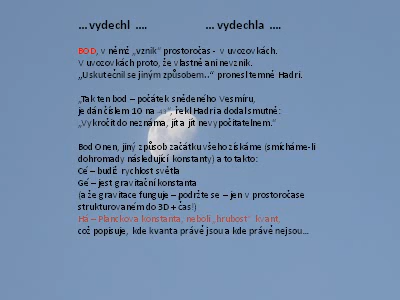 ... vydechl .... ... vydechla ....
BOD, v němž „vznik“ prostoročas - v uvozovkách.
V uvozovkách proto, že vlastně ani nevznik.
„Uskutečnil se jiným způsobem..“ pronesl temně Hadri.
„Tak ten bod – počátek snědeného Vesmíru,
je dán číslem 10 na řekl Hadri a dodal smutně:
„Vykročit do neznáma, jít a jít nevypočitatelnem.“
Bod Onen, jiný způsob začátku všeho získáme (smícháme-li
dohromady následující konstanty) a to takto:
Cé – budiž rychlost světla
Gé – jest gravitační konstanta
(a že gravitace funguje – podržte se – jen v prostoročase
strukturovaném do 3D + čas!)
Há – Planckova konstanta, neboli „hrubost“ kvant,
což popisuje, kde kvanta právě jsou a kde právě nejsou...